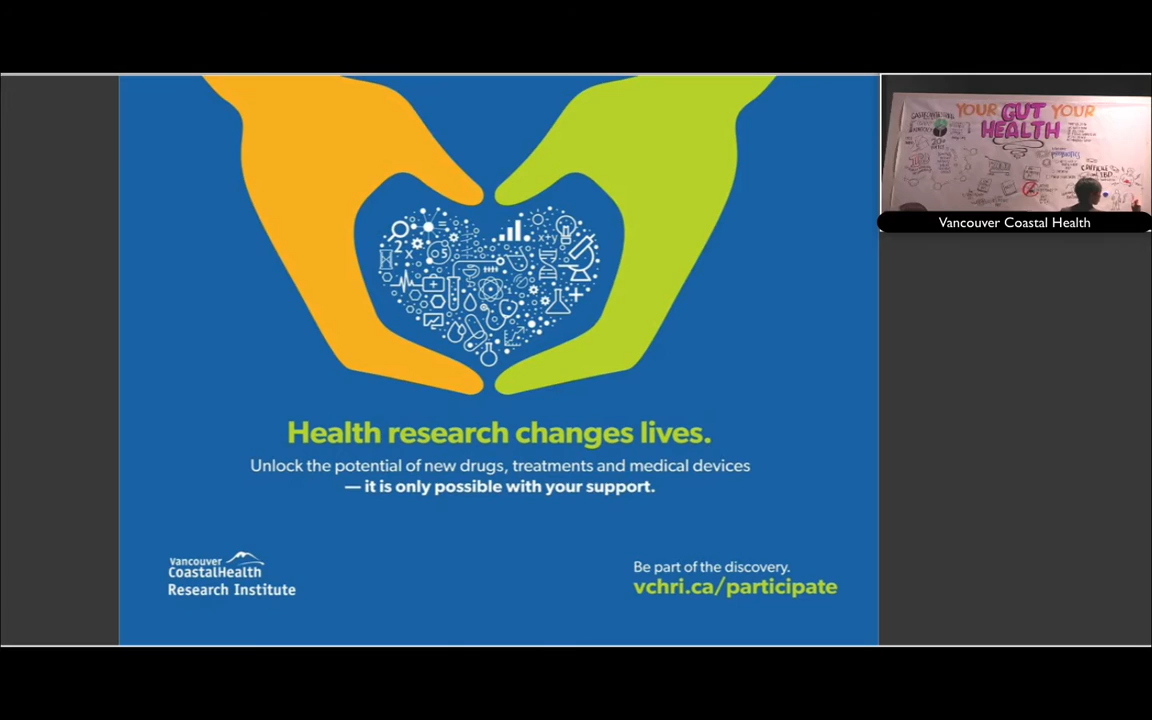 Health research changes lives.
Unlock the potential of new drugs, treatments and medical devices
— it is only possible with your support.
Vancouver
CoastalHealth
Research Institute
Be part of the discovery.
vchri.ca/participate
YOUR GUT YOUR
HEALTH
Vancouver Coastal Health